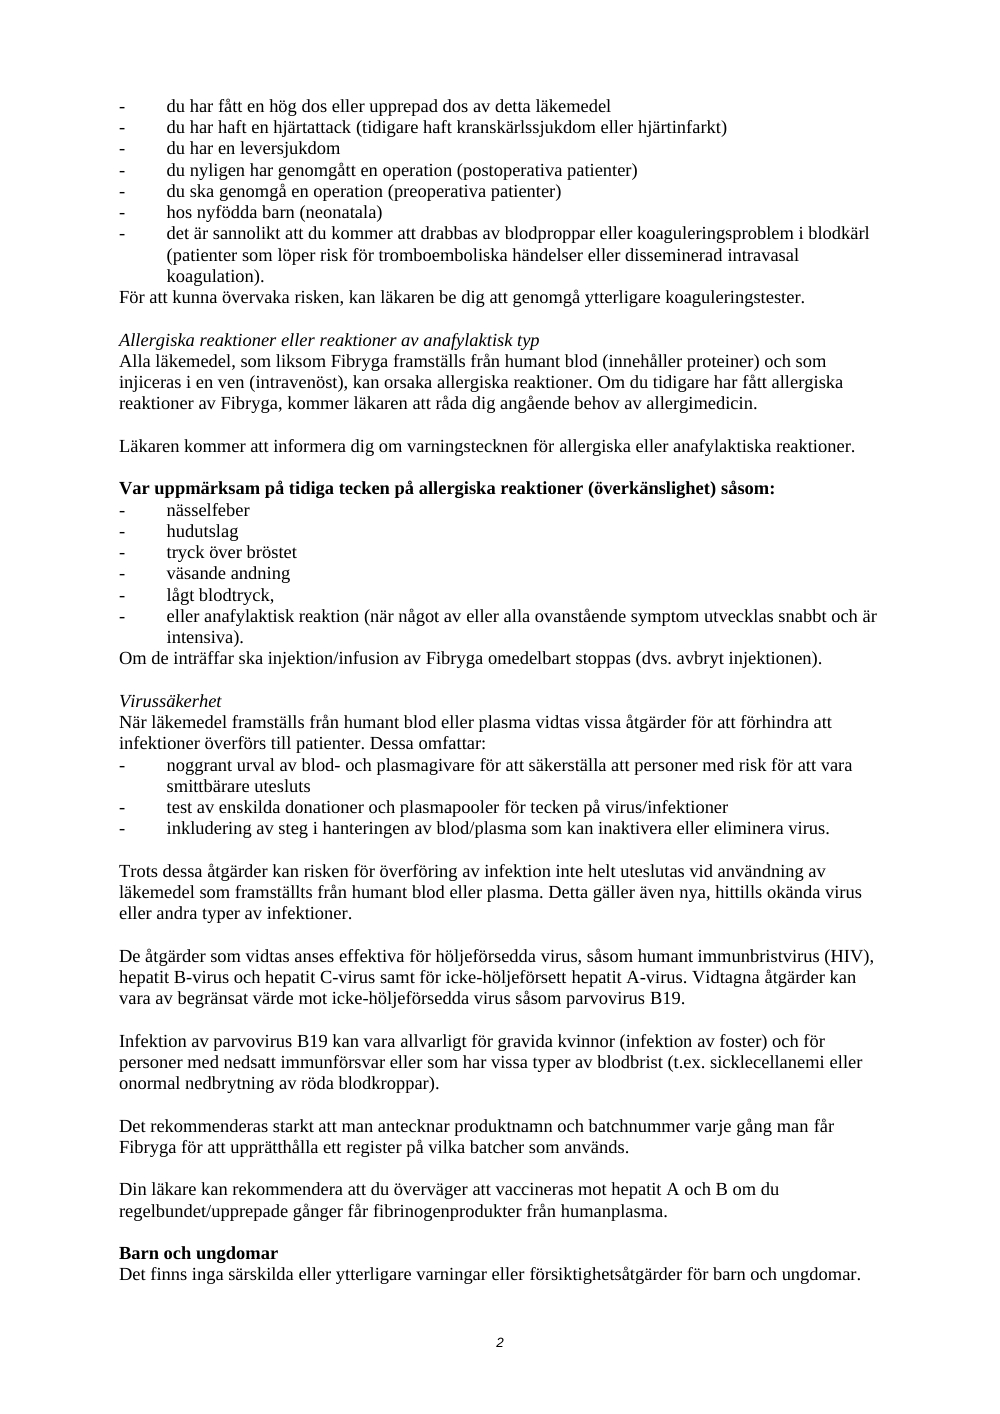 - du har fått en hög dos eller upprepad dos av detta läkemedel
- du har haft en hjärtattack (tidigare haft kranskärlssjukdom eller hjärtinfarkt)
- du har en leversjukdom
- du nyligen har genomgått en operation (postoperativa patienter)
- du ska genomgå en operation (preoperativa patienter)
- hos nyfödda barn (neonatala)
- det är sannolikt att du kommer att drabbas av blodproppar eller koaguleringsproblem i blodkärl
(patienter som löper risk för tromboemboliska händelser eller disseminerad intravasal
koagulation).
För att kunna övervaka risken, kan läkaren be dig att genomgå ytterligare koaguleringstester.
Allergiska reaktioner eller reaktioner av anafylaktisk typ
Alla läkemedel, som liksom Fibryga framställs från humant blod (innehåller proteiner) och som
injiceras i en ven (intravenöst), kan orsaka allergiska reaktioner. Om du tidigare har fått allergiska
reaktioner av Fibryga, kommer läkaren att råda dig angående behov av allergimedicin.
Läkaren kommer att informera dig om varningstecknen för allergiska eller anafylaktiska reaktioner.
Var uppmärksam på tidiga tecken på allergiska reaktioner (överkänslighet) såsom:
- nässelfeber
- hudutslag
- tryck över bröstet
- väsande andning
- lågt blodtryck,
- eller anafylaktisk reaktion (när något av eller alla ovanstående symptom utvecklas snabbt och är
intensiva).
Om de inträffar ska injektion/infusion av Fibryga omedelbart stoppas (dvs. avbryt injektionen).
Virussäkerhet
När läkemedel framställs från humant blod eller plasma vidtas vissa åtgärder för att förhindra att
infektioner överförs till patienter. Dessa omfattar:
- noggrant urval av blod- och plasmagivare för att säkerställa att personer med risk för att vara
smittbärare utesluts
- test av enskilda donationer och plasmapooler för tecken på virus/infektioner
- inkludering av steg i hanteringen av blod/plasma som kan inaktivera eller eliminera virus.
Trots dessa åtgärder kan risken för överföring av infektion inte helt uteslutas vid användning av
läkemedel som framställts från humant blod eller plasma. Detta gäller även nya, hittills okända virus
eller andra typer av infektioner.
De åtgärder som vidtas anses effektiva för höljeförsedda virus, såsom humant immunbristvirus (HIV),
hepatit B-virus och hepatit C-virus samt för icke-höljeförsett hepatit A-virus. Vidtagna åtgärder kan
vara av begränsat värde mot icke-höljeförsedda virus såsom parvovirus B19.
Infektion av parvovirus B19 kan vara allvarligt för gravida kvinnor (infektion av foster) och för
personer med nedsatt immunförsvar eller som har vissa typer av blodbrist (t.ex. sicklecellanemi eller
onormal nedbrytning av röda blodkroppar).
Det rekommenderas starkt att man antecknar produktnamn och batchnummer varje gång man får
Fibryga för att upprätthålla ett register på vilka batcher som används.
Din läkare kan rekommendera att du överväger att vaccineras mot hepatit A och B om du
regelbundet/upprepade gånger får fibrinogenprodukter från humanplasma.
Barn och ungdomar
Det finns inga särskilda eller ytterligare varningar eller försiktighetsåtgärder för barn och ungdomar.
2